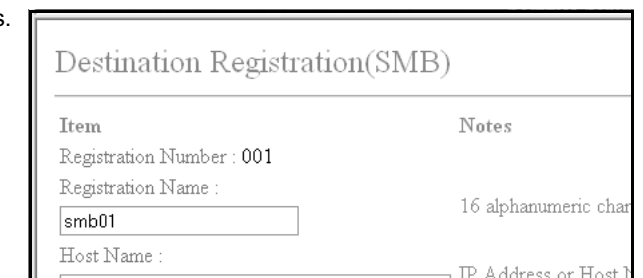 s.
Destination Registration(SMB)
Item Notes
Registration Number : 001
Registration Name :
16 alphanumeric
smb01
Host Name :
IP Address or Host